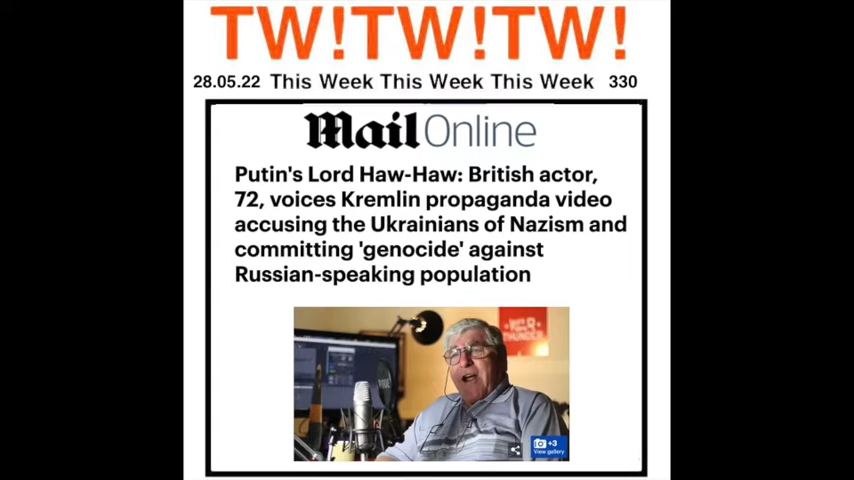 TW!TW!TW!
28.05.22 This Week This Week This Week 330
Mail Online
Putin's Lord Haw-Haw: British actor,
72, voices Kremlin propaganda video
accusing the Ukrainians of Nazism and
committing 'genocide' against
Russian-speaking population
THUNDER
+3
View gallery